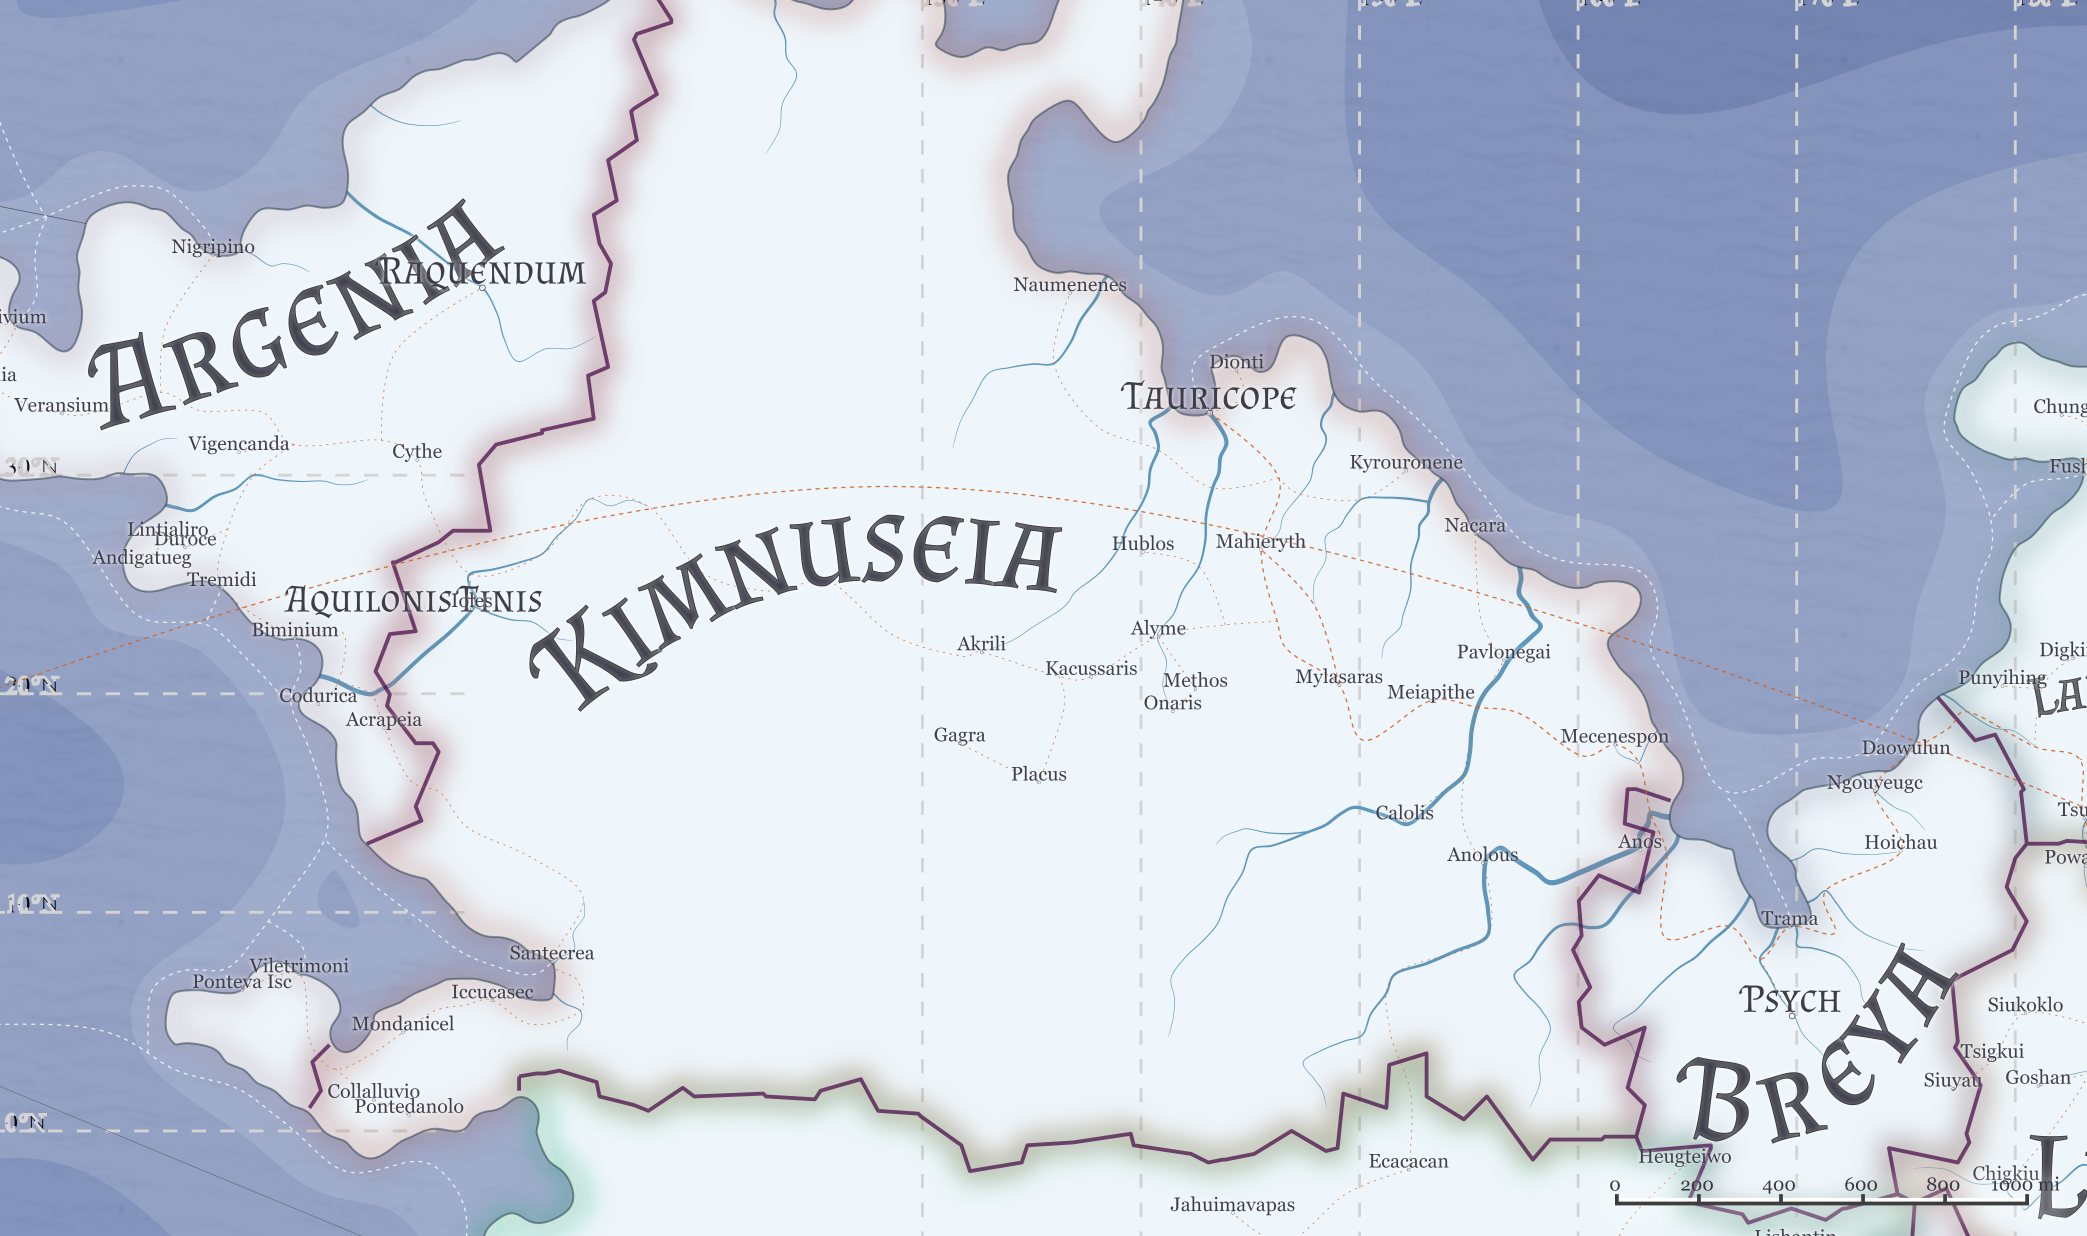 Nigripino
ARGENIA
RAQUENDUM
Naumenenes
ivium
Dionti
ia
TAURICOPE
Veransium
Chung
Vigencanda
Cythe
Kyrouronene
30°N
Fush
Lintialiro
Nacara
Duroce
Hublos
Mahieryth
Andigatueg
KIMNUSEIA
Tremidi
AQUILONIS FINIS
Biminium
Alyme
Akrili
Pavlonegai
Digki
Kacussaris
Methos
Mylasaras
Punyihing
20°N
Codurica
Meiapithe
LA
Onaris
Acrapeia
Gagra
Mecenespon
Daowulun
Placus
Ngouyeugc
Calolis
Tsu
Anos
Hoichau
Anolous
Powa
10°N
Trama
Santecrea
Viletrimoni
Ponteva Isc
Iccucasec
PSYCH
BREYA
Siukoklo
Mondanicel
Tsigkui
Collalluvio
Siuyau
Goshan
Pontedanolo
0°N
Ecacacan
Heugteiwo
Chigkiu
L
0 200 400 600 800 1000 mi
Jahuimavapas